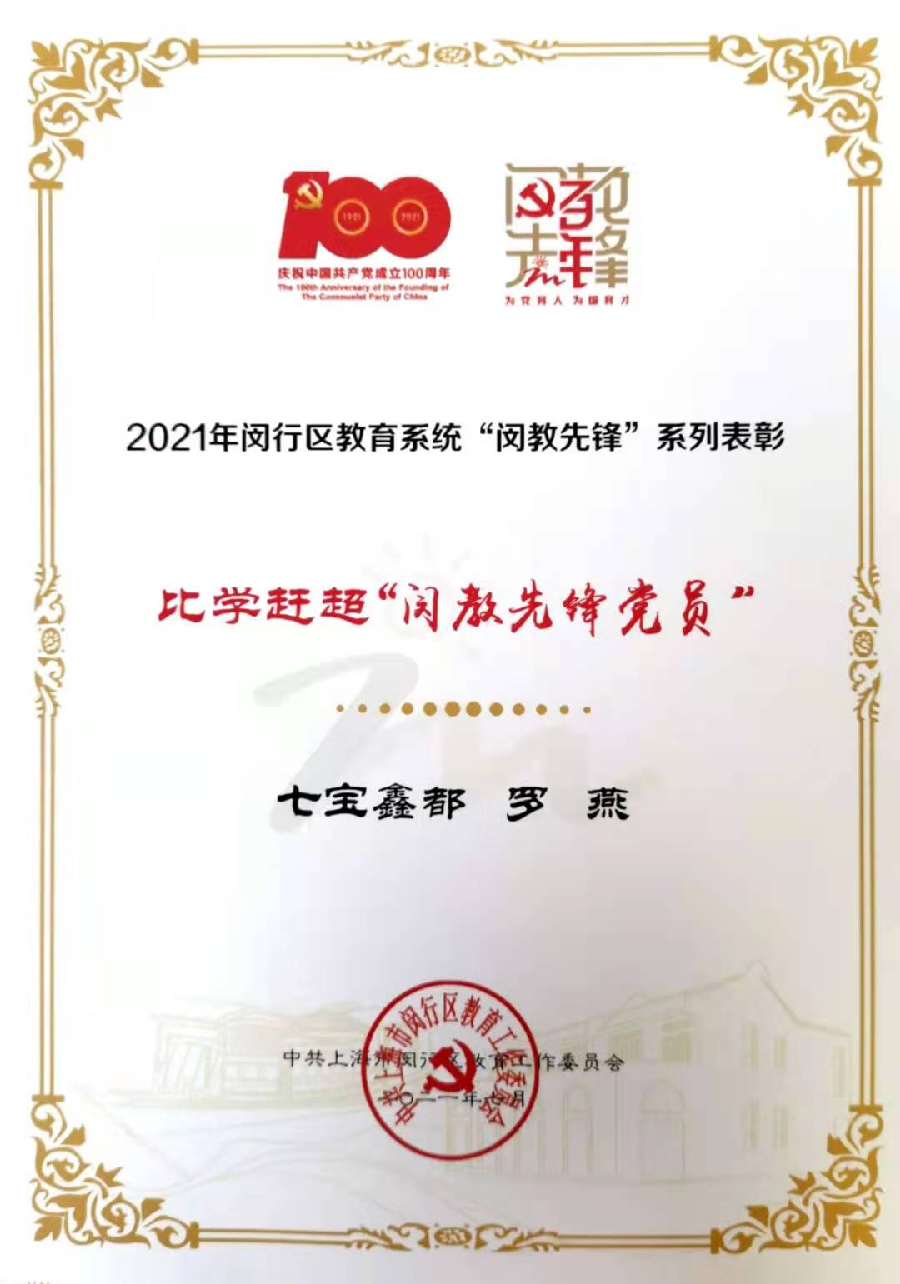 100
1921 2021
庆祝中国共产党成立100周年
The 100th Anniversary of the Founding of
The Communist Party of China
闵教先锋
为党育人 为国育才
2021年闵行区教育系统“闵教先锋”系列表彰
比学赶超“闵教先锋党员”
七宝鑫都 罗 燕
中共上海市闵行区教育工作委员会
二〇二一年七月
中共上海市闵行区教育工作委员会